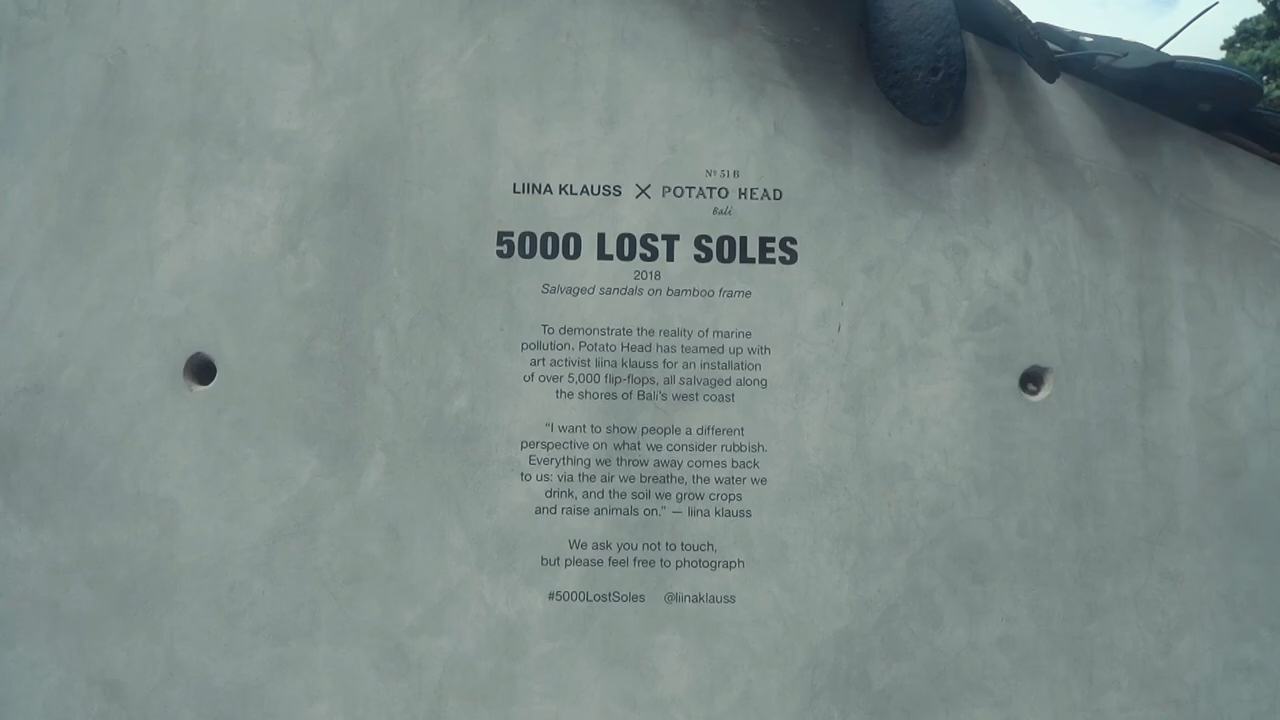 Nº 51 B
LIINA KLAUSS X POTATO HEAD
Bali
5000 LOST SOLES
2018
Salvaged sandals on bamboo frame
To demonstrate the reality of marine
pollution. Potato Head has teamed up with
art activist liina klauss for an installation
of over 5,000 flip-flops, all salvaged along
the shores of Bali's west coast
"I want to show people a different
perspective on what we consider rubbish.
Everything we throw away comes back
to us: via the air we breathe, the water we
drink, and the soil we grow crops
and raise animals on." — liina klauss
We ask you not to touch,
but please feel free to photograph
#5000LostSoles @liinaklauss